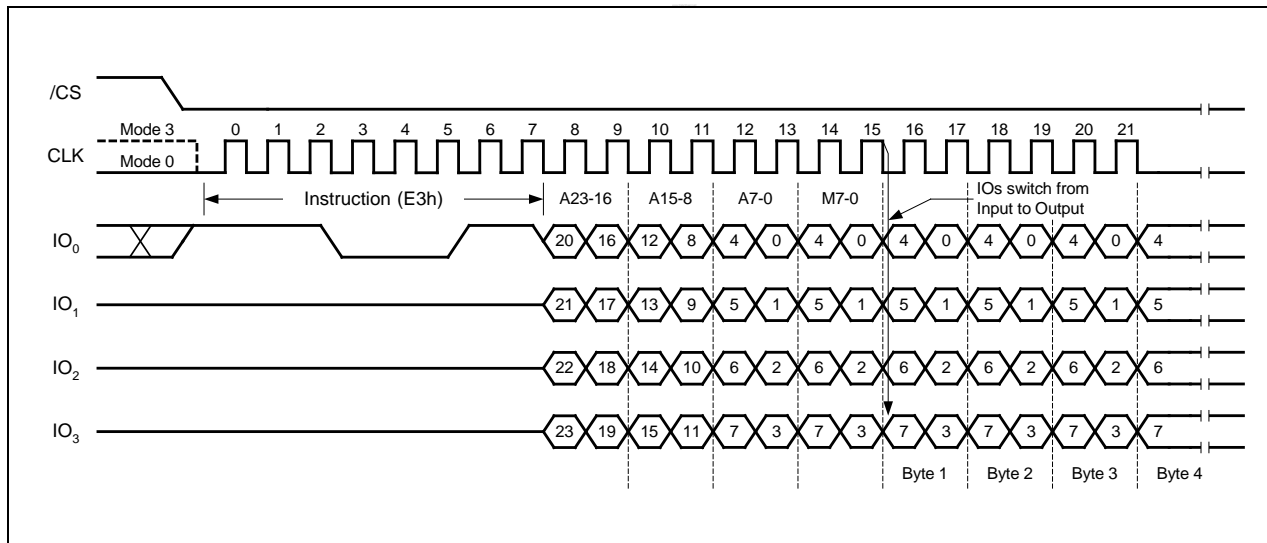 /CS
Mode 3 0 1 2 3 4 5 6 7 8 9 10 11 12 13 14 15 16 17 18 19 20 21
CLK
Mode 0
Instruction (E3h) A23-16 A15-8 A7-0 M7-0 IOs switch from
Input to Output
IO0 20 16 12 8 4 0 4 0 4 0 4 0 4 0 4
IO1 21 17 13 9 5 1 5 1 5 1 5 1 5 1 5
IO2 22 18 14 10 6 2 6 2 6 2 6 2 6 2 6
IO3 23 19 15 11 7 3 7 3 7 3 7 3 7 3 7
Byte 1 Byte 2 Byte 3 Byte 4